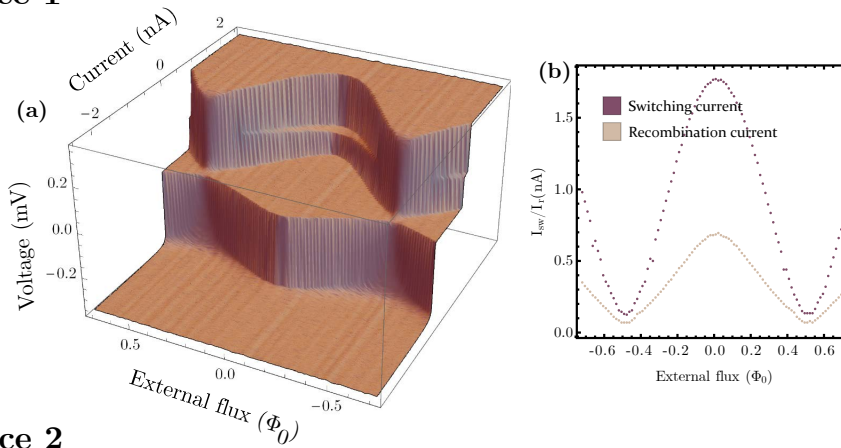 ce 1
(a)
Current (nA)
2
0
−2
Voltage (mV)
0.2
0.0
−0.2
External flux (Φ0)
0.5
0.0
−0.5
(b)
Switching current
Recombination current
Isw/Ir(nA)
1.5
1.0
0.5
0.0
-0.6 -0.4 -0.2 0.0 0.2 0.4 0.6
External flux (Φ0)
ce 2